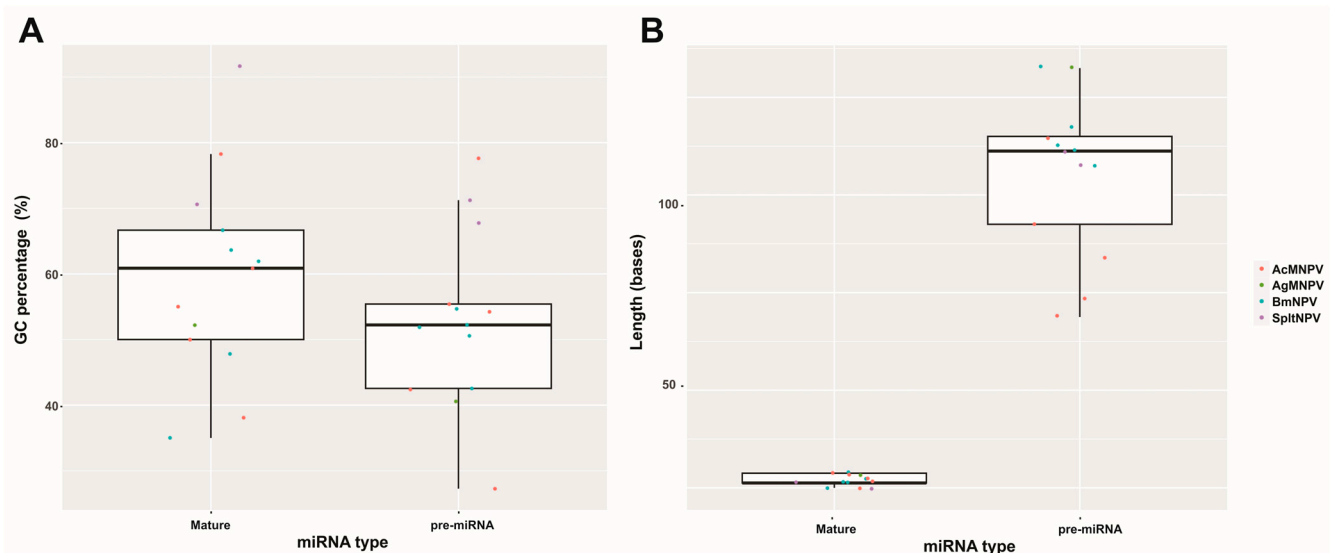 A
B
GC percentage (%)
80
60
40
Mature
pre-miRNA
miRNA type
Length (bases)
100
50
Mature
pre-miRNA
miRNA type
AcMNPV
AgMNPV
BmNPV
SpltNPV